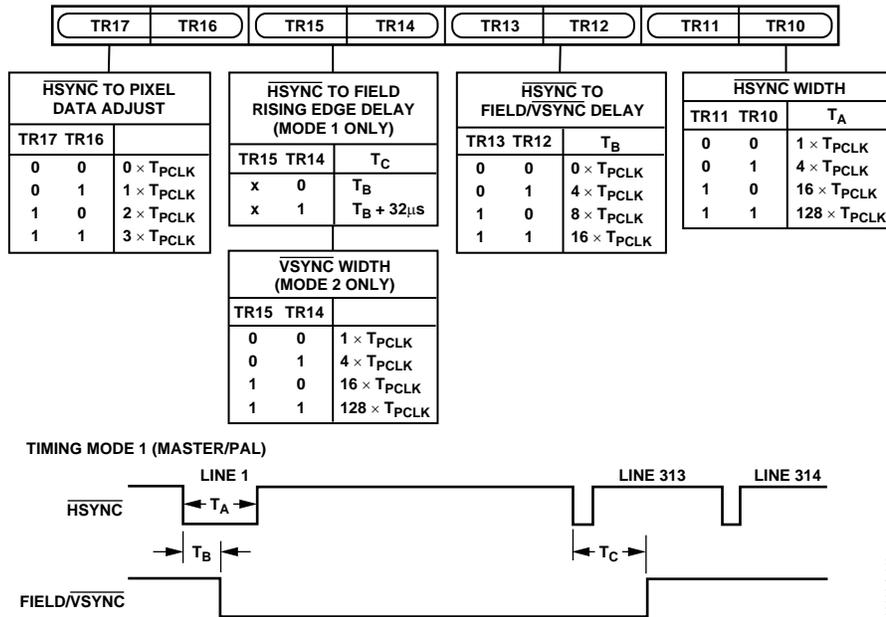 TR17 TR16 TR15 TR14 TR13 TR12 TR11 TR10
HSYNC TO PIXEL
DATA ADJUST
TR17 TR16
0 0 0 × TPCLK
0 1 1 × TPCLK
1 0 2 × TPCLK
1 1 3 × TPCLK
HSYNC TO FIELD
RISING EDGE DELAY
(MODE 1 ONLY)
TR15 TR14 TC
x 0 TB
x 1 TB + 32µs
VSYNC WIDTH
(MODE 2 ONLY)
TR15 TR14
0 0 1 × TPCLK
0 1 4 × TPCLK
1 0 16 × TPCLK
1 1 128 × TPCLK
HSYNC TO
FIELD/VSYNC DELAY
TR13 TR12 TB
0 0 0 × TPCLK
0 1 4 × TPCLK
1 0 8 × TPCLK
1 1 16 × TPCLK
HSYNC WIDTH
TR11 TR10 TA
0 0 1 × TPCLK
0 1 4 × TPCLK
1 0 16 × TPCLK
1 1 128 × TPCLK
TIMING MODE 1 (MASTER/PAL)
LINE 1 LINE 313 LINE 314
HSYNC TA
TB TC
FIELD/VSYNC